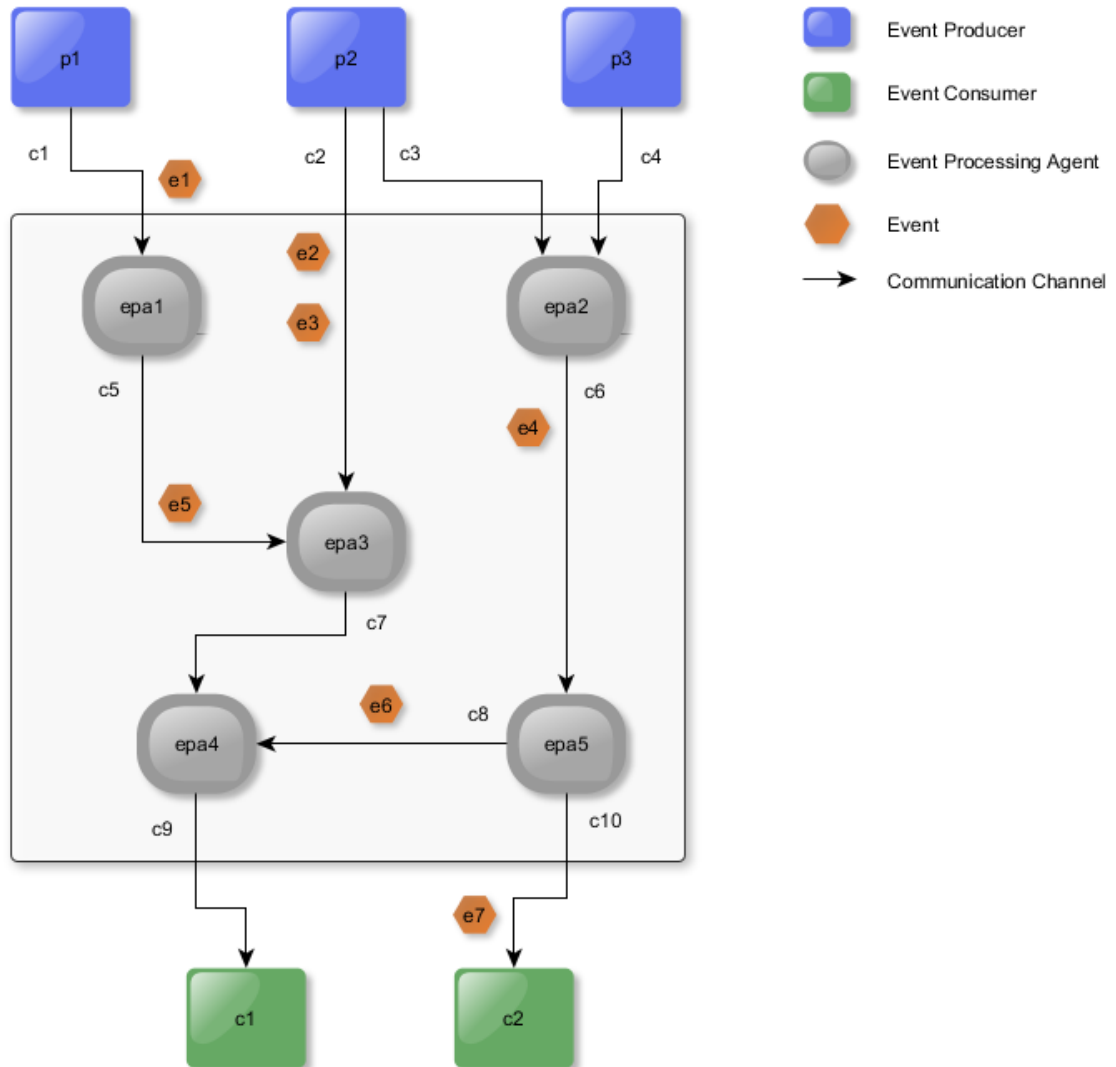 p1
p2
p3
Event Producer
Event Consumer
c1
c2
c3
c4
Event Processing Agent
e1
Event
e2
Communication Channel
epa1
epa2
e3
c5
c6
e4
e5
epa3
c7
e6
c8
epa4
epa5
c9
c10
e7
c1
c2